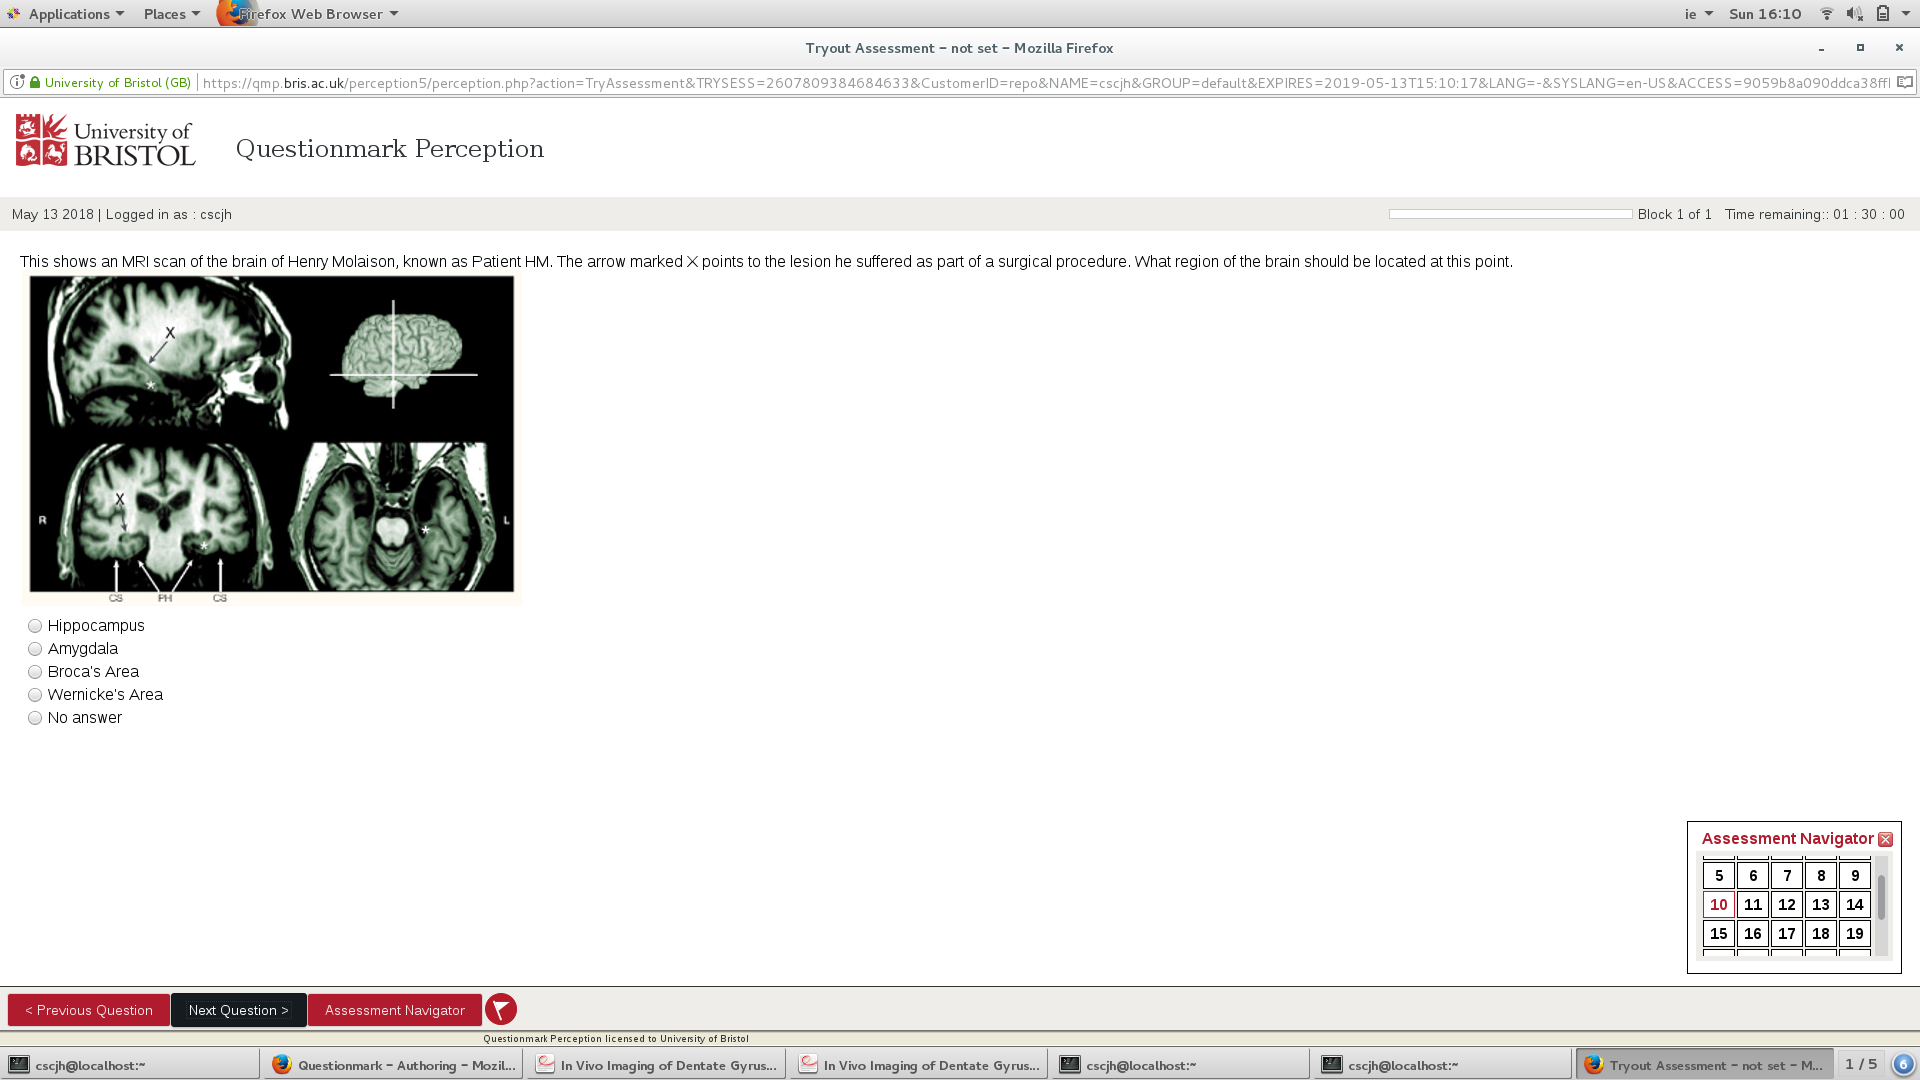 Applications Places Firefox Web Browser ie Sun 16:10
Tryout Assessment – not set – Mozilla Firefox
University of Bristol (GB) https://qmp.bris.ac.uk/perception5/perception.php?action=TryAssessment&TRYSESS=2607809384684633&CustomerID=repo&NAME=cscjh&GROUP=default&EXPIRES=2019-05-13T15:10:17&LANG=-&SYSLANG=en-US&ACCESS=9059b8a090ddca38ffl
University of
BRISTOL
Questionmark Perception
May 13 2018 | Logged in as : cscjh Block 1 of 1 Time remaining:: 01 : 30 : 00
This shows an MRI scan of the brain of Henry Molaison, known as Patient HM. The arrow marked X points to the lesion he suffered as part of a surgical procedure. What region of the brain should be located at this point.
X
*
X
R L
*
*
CS PH CS
Hippocampus
Amygdala
Broca's Area
Wernicke's Area
No answer
Assessment Navigator
5 6 7 8 9
10 11 12 13 14
15 16 17 18 19
< Previous Question Next Question > Assessment Navigator
Questionmark Perception licensed to University of Bristol
cscjh@localhost:~ Questionmark – Authoring – Mozil... In Vivo Imaging of Dentate Gyrus... In Vivo Imaging of Dentate Gyrus... cscjh@localhost:~ cscjh@localhost:~ Tryout Assessment – not set – M... 1 / 5 6